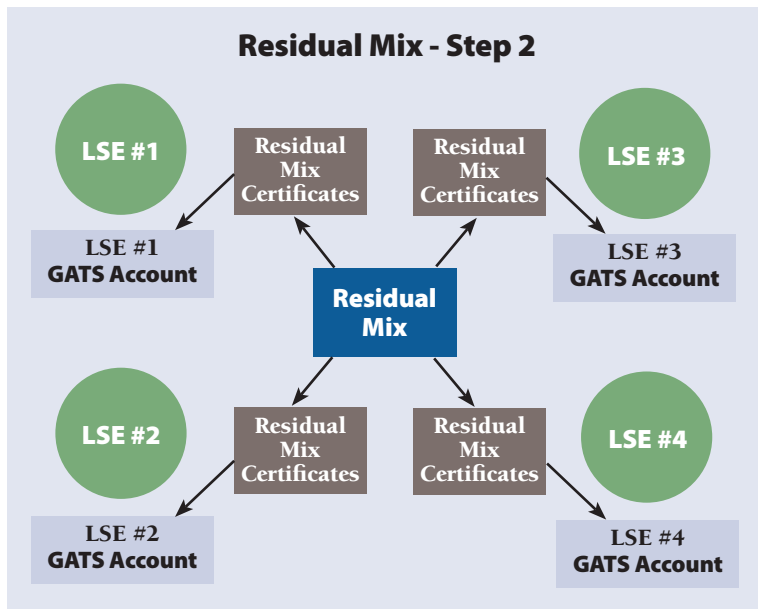 Residual Mix - Step 2
LSE #1
Residual
Mix
Certificates
LSE #1
GATS Account
Residual
Mix
Certificates
LSE #3
LSE #3
GATS Account
Residual
Mix
LSE #2
Residual
Mix
Certificates
LSE #2
GATS Account
Residual
Mix
Certificates
LSE #4
LSE #4
GATS Account